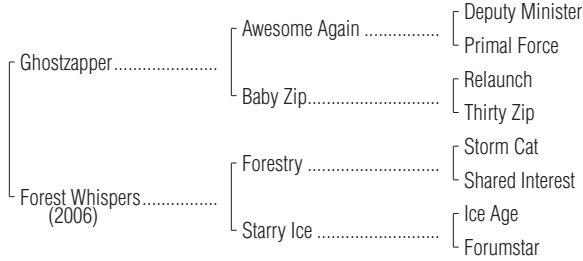 Deputy Minister
Awesome Again ..................
Primal Force
Ghostzapper.........................
Relaunch
Baby Zip................................
Thirty Zip
Storm Cat
Forestry ................................
Shared Interest
Forest Whispers..................
(2006)
Ice Age
Starry Ice ..............................
Forumstar